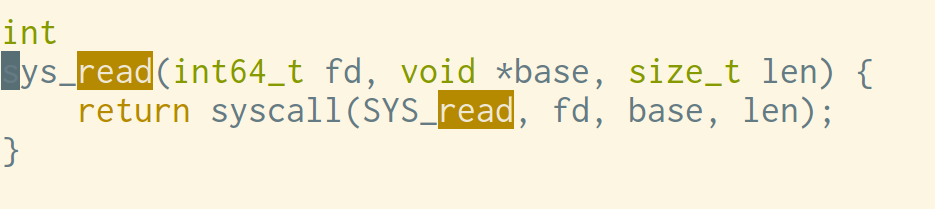 int
sys_read(int64_t fd, void *base, size_t len) {
    return syscall(SYS_read, fd, base, len);
}